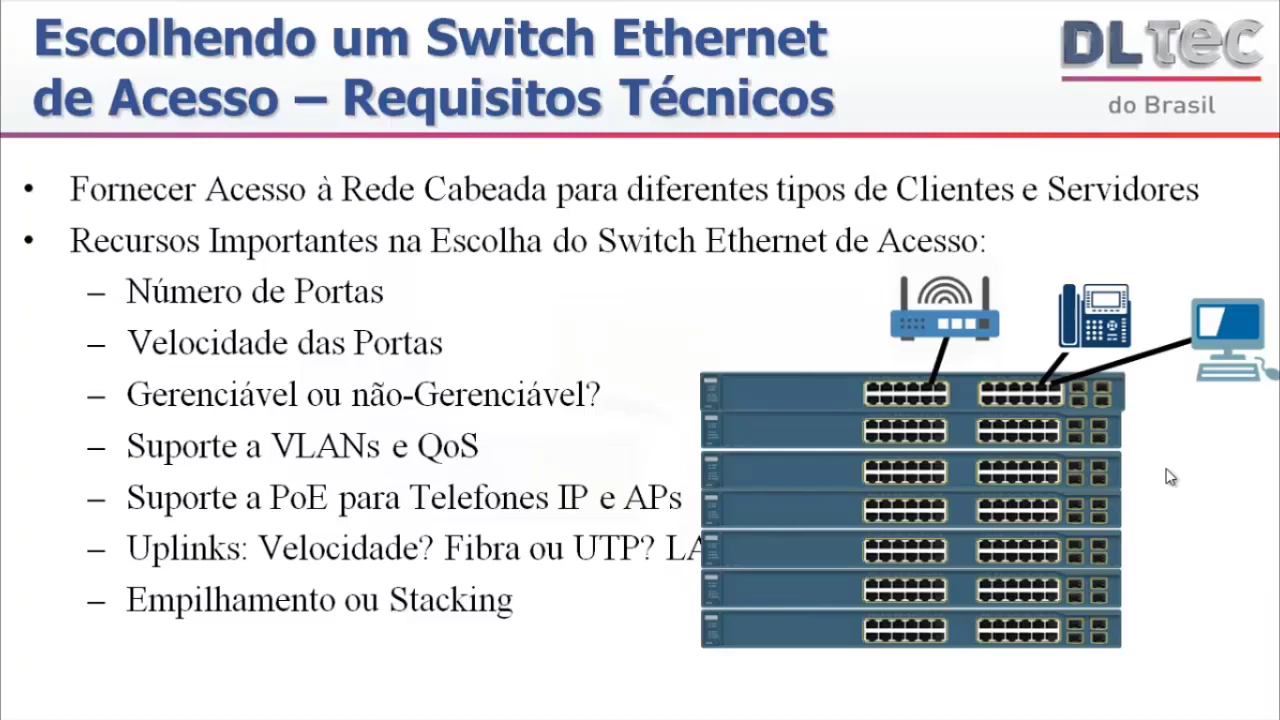 Escolhendo um Switch Ethernet
de Acesso – Requisitos Técnicos
DLTEC
do Brasil
• Fornecer Acesso à Rede Cabeada para diferentes tipos de Clientes e Servidores
• Recursos Importantes na Escolha do Switch Ethernet de Acesso:
– Número de Portas
– Velocidade das Portas
– Gerenciável ou não-Gerenciável?
– Suporte a VLANs e QoS
– Suporte a PoE para Telefones IP e APs
– Uplinks: Velocidade? Fibra ou UTP?
– Empilhamento ou Stacking